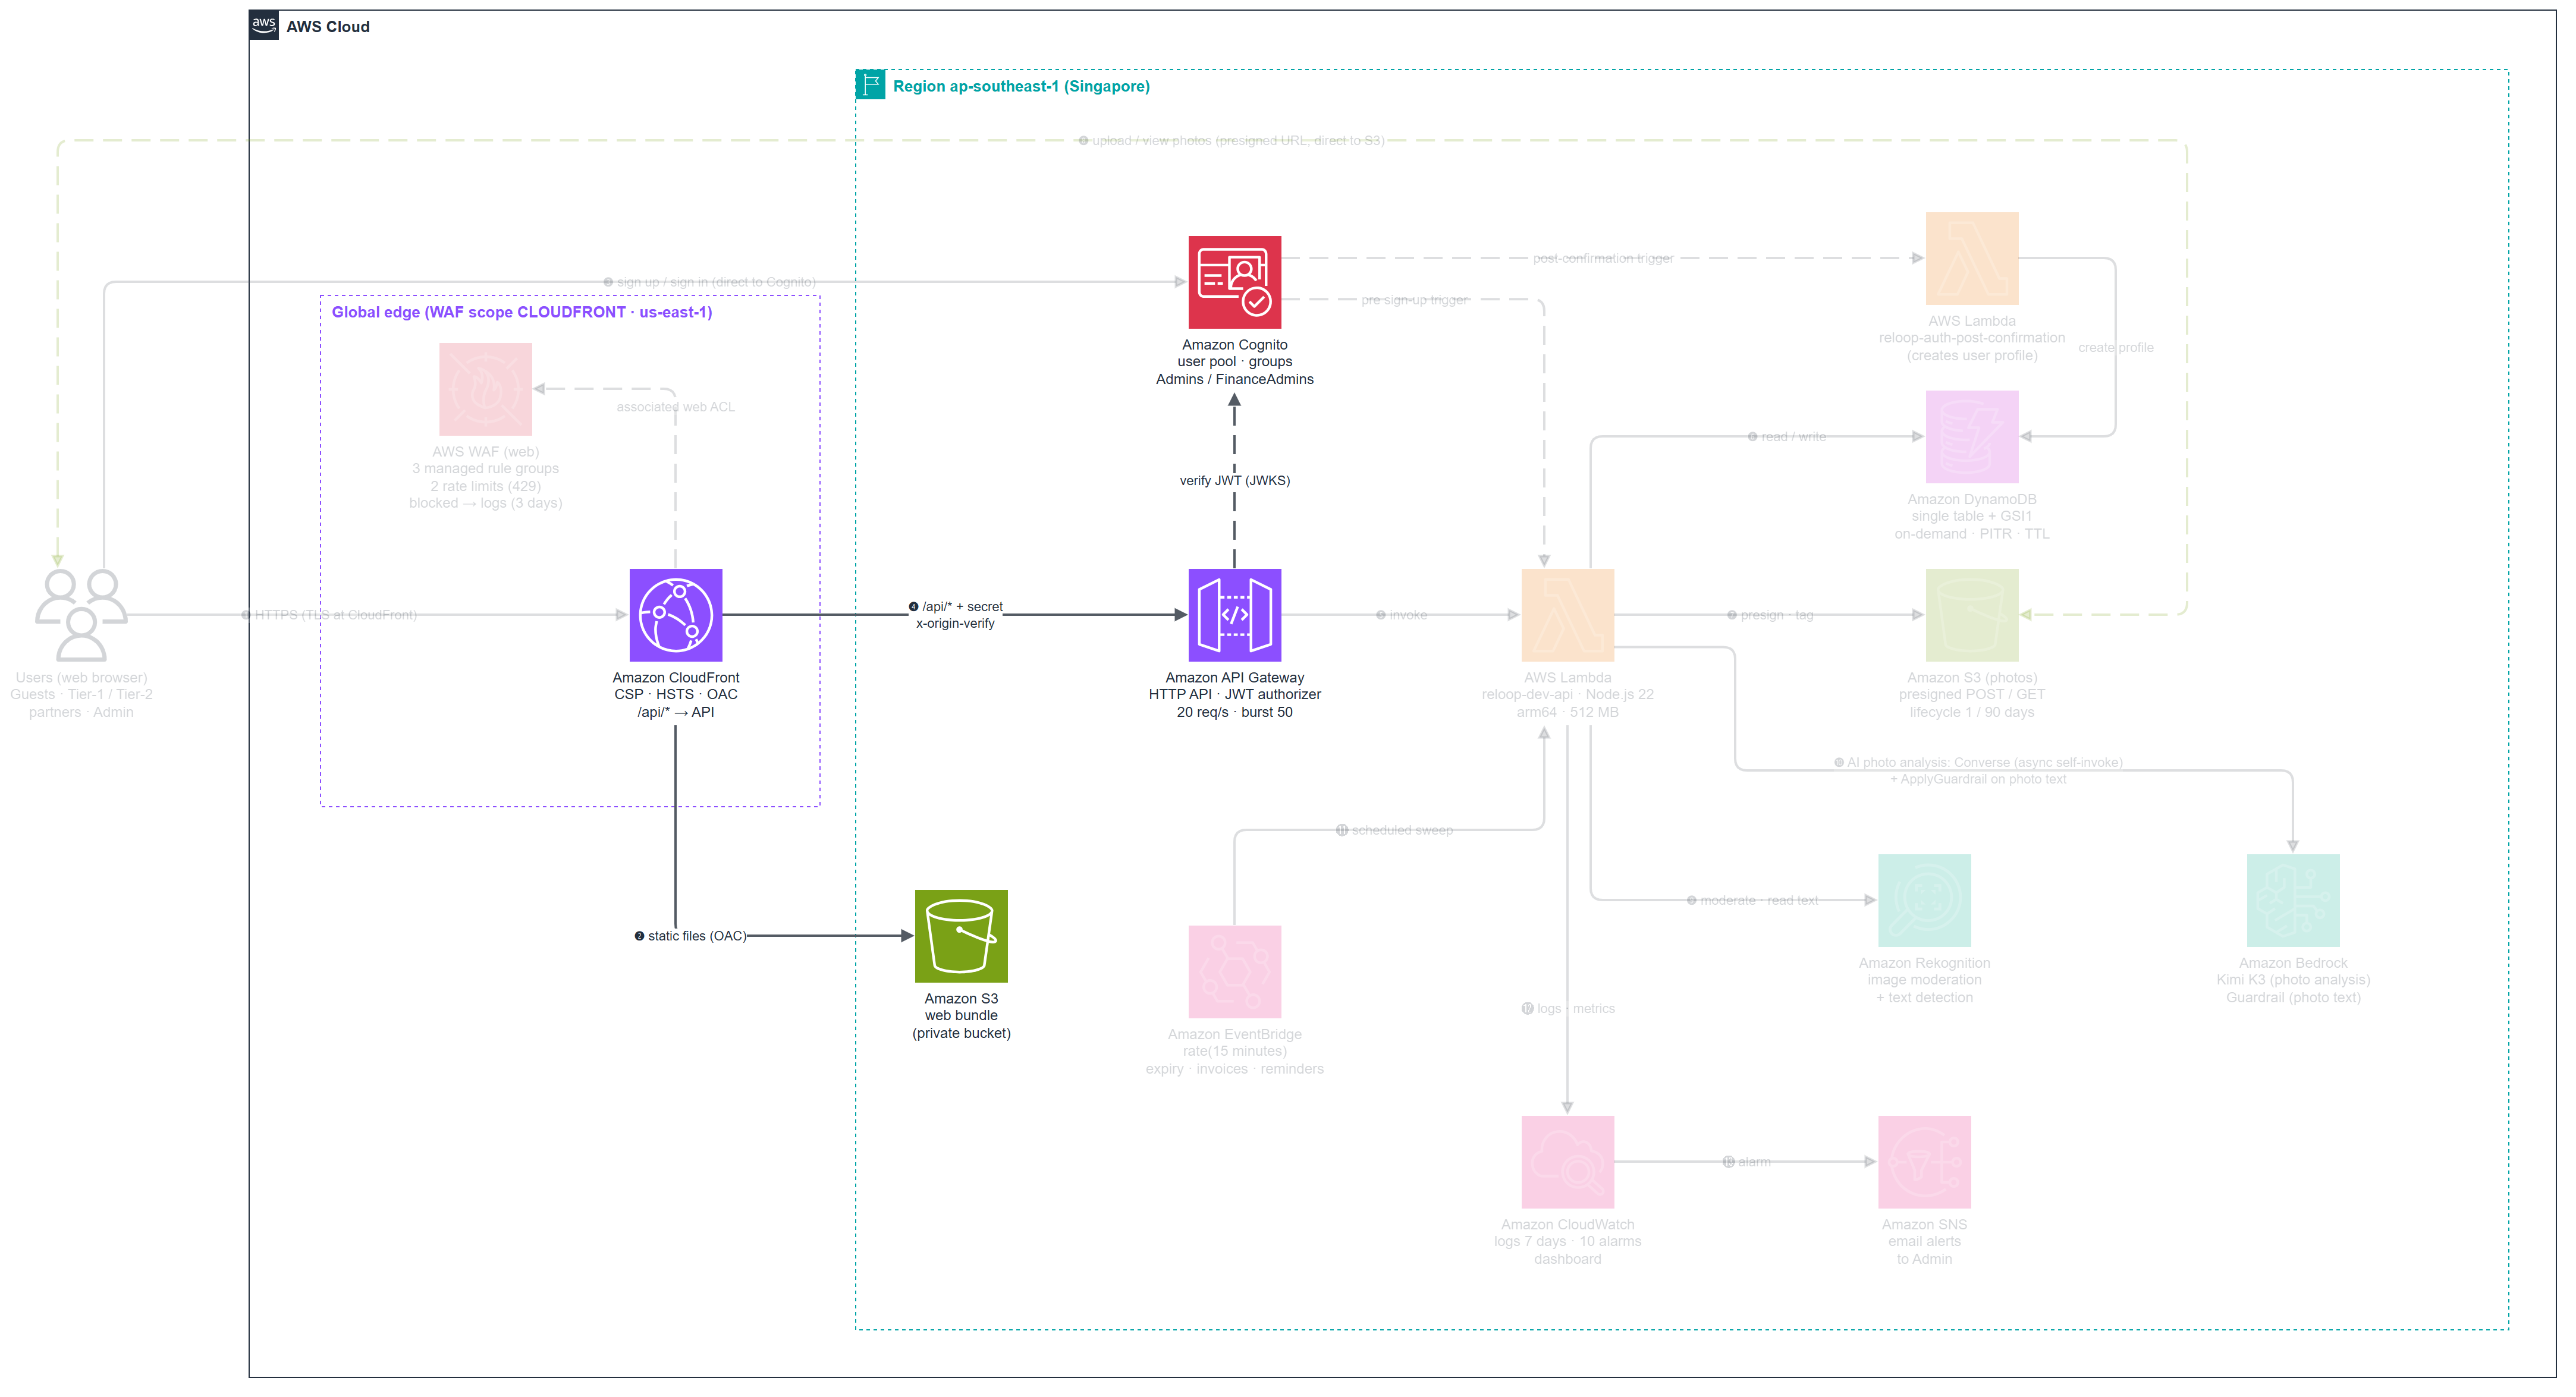 aws
AWS Cloud
Region ap-southeast-1 (Singapore)
upload / view photos (presigned URL, direct to S3)
❸ sign up / sign in (direct to Cognito)
post-confirmation trigger
pre sign-up trigger
Global edge (WAF scope CLOUDFRONT · us-east-1)
Amazon Cognito
user pool · groups
Admins / FinanceAdmins
AWS Lambda
reloop-auth-post-confirmation
(creates user profile)
create profile
associated web ACL
AWS WAF (web)
3 managed rule groups
2 rate limits (429)
blocked → logs (3 days)
verify JWT (JWKS)
❻ read / write
Amazon DynamoDB
single table + GSI1
on-demand · PITR · TTL
HTTPS (TLS at CloudFront)
❹ /api/* + secret
x-origin-verify
❺ invoke
❼ presign · tag
Users (web browser)
Guests · Tier-1 / Tier-2
partners · Admin
Amazon CloudFront
CSP · HSTS · OAC
/api/* → API
Amazon API Gateway
HTTP API · JWT authorizer
20 req/s · burst 50
AWS Lambda
reloop-dev-api · Node.js 22
arm64 · 512 MB
Amazon S3 (photos)
presigned POST / GET
lifecycle 1 / 90 days
❿ AI photo analysis: Converse (async self-invoke)
+ ApplyGuardrail on photo text
⓫ scheduled sweep
❾ moderate · read text
❷ static files (OAC)
Amazon S3
web bundle
(private bucket)
Amazon EventBridge
rate(15 minutes)
expiry · invoices · reminders
⓬ logs · metrics
Amazon Rekognition
image moderation
+ text detection
Amazon Bedrock
Kimi K3 (photo analysis)
Guardrail (photo text)
⓭ alarm
Amazon CloudWatch
logs 7 days · 10 alarms
dashboard
Amazon SNS
email alerts
to Admin